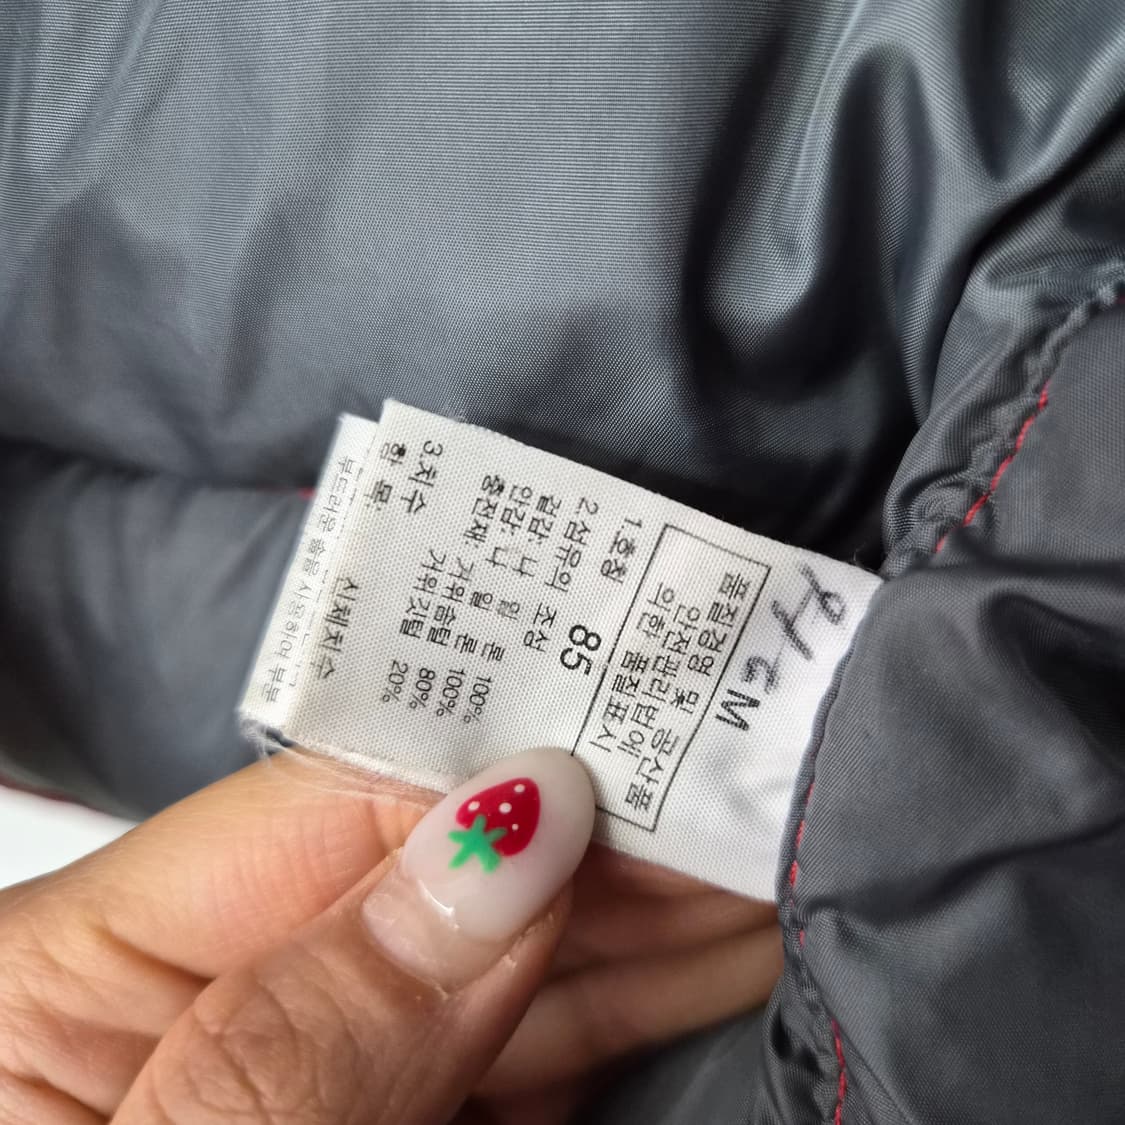 품질경영 및 공산품
안전관리법에
의한 품질표시
1.호칭 85
2.섬유의 조성
겉감: 나 일 론 100%
안감: 나 일 론 100%
충전재: 거위 솜털 80%
거위깃털 20%
3.치수
항 목 신체치수
부드러운 솔을 사용하여 부분